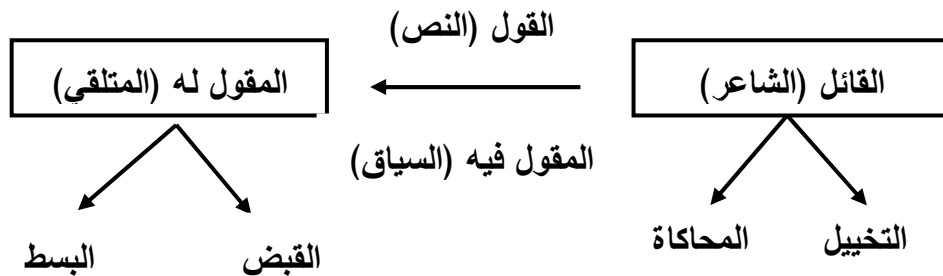 القول (النص)
القائل (الشاعر)
المقول له (المتلقي)
المقول فيه (السياق)
التخييل
المحاكاة
القبض
البسط